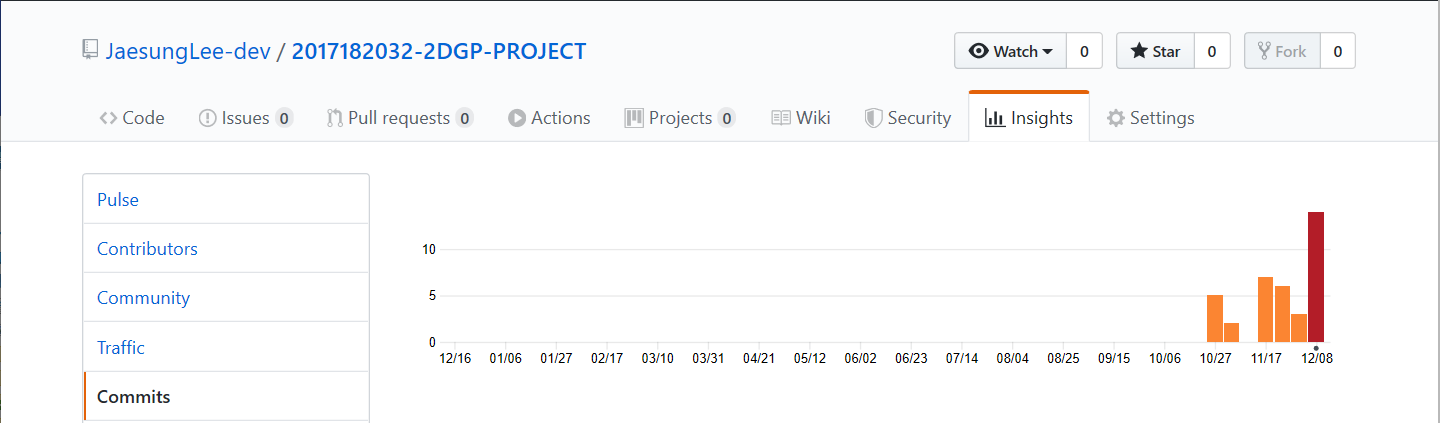 JaesungLee-dev / 2017182032-2DGP-PROJECT
Watch 0 Star 0 Fork 0
Code Issues 0 Pull requests 0 Actions Projects 0 Wiki Security Insights Settings
Pulse
Contributors
Community
Traffic
Commits
10
5
0
12/16 01/06 01/27 02/17 03/10 03/31 04/21 05/12 06/02 06/23 07/14 08/04 08/25 09/15 10/06 10/27 11/17 12/08